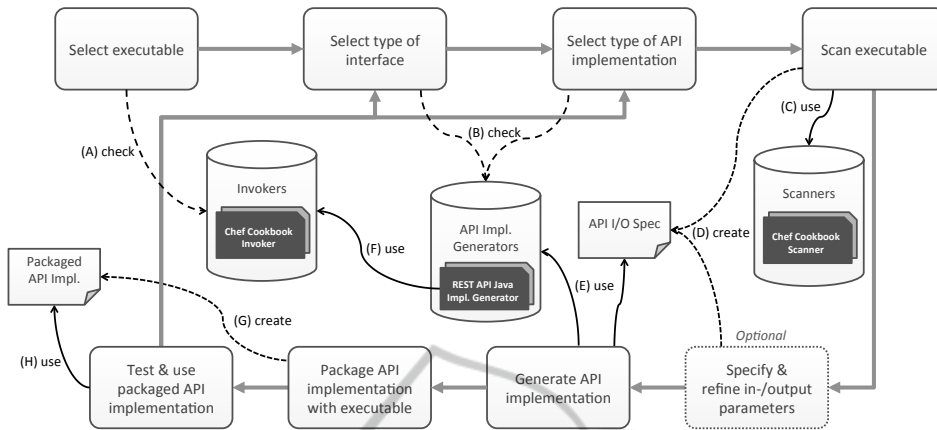 Select executable
Select type of
interface
Select type of API
implementation
Scan executable
(A) check
(B) check
(C) use
Invokers
Chef Cookbook
Invoker
API Impl.
Generators
REST API Java
Impl. Generator
API I/O Spec
Scanners
Chef Cookbook
Scanner
(D) create
(E) use
(F) use
Packaged
API Impl.
(G) create
(H) use
Optional
Test & use
packaged API
implementation
Package API
implementation
with executable
Generate API
implementation
Specify &
refine in-/output
parameters